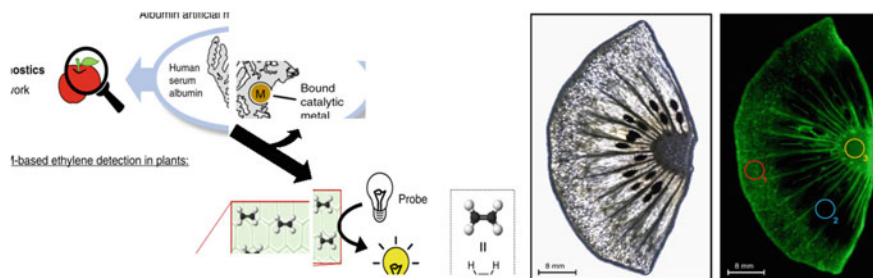 Albumin artificial m
nostics
work
Human
serum
albumin
M
Bound
catalytic
metal
M-based ethylene detection in plants:
Probe
H H
8 mm
1
2
3
8 mm